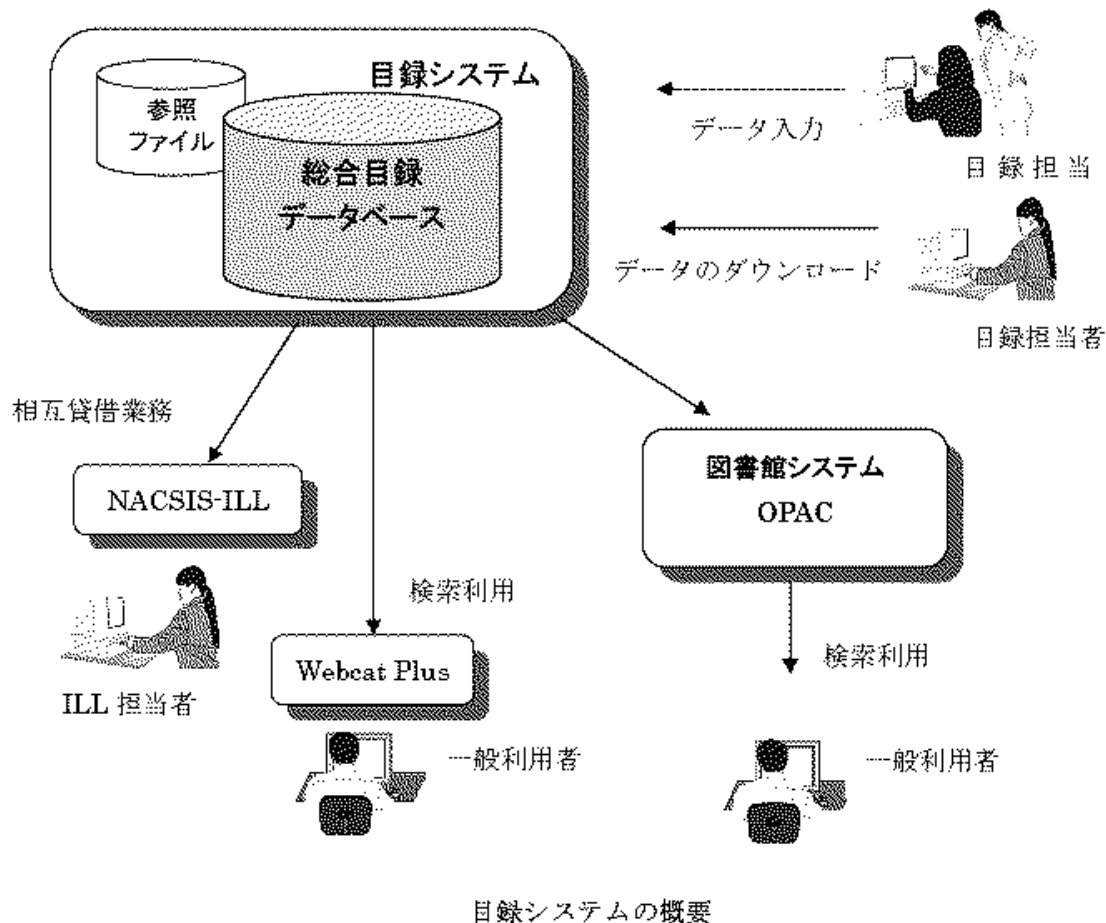 目録システム
参照
ファイル
総合目録
データベース
データ入力
目録担当
データのダウンロード
目録担当者
相互貸借業務
NACSIS-ILL
図書館システム
OPAC
検索利用
検索利用
Webcat Plus
ILL 担当者
一般利用者
一般利用者
目録システムの概要